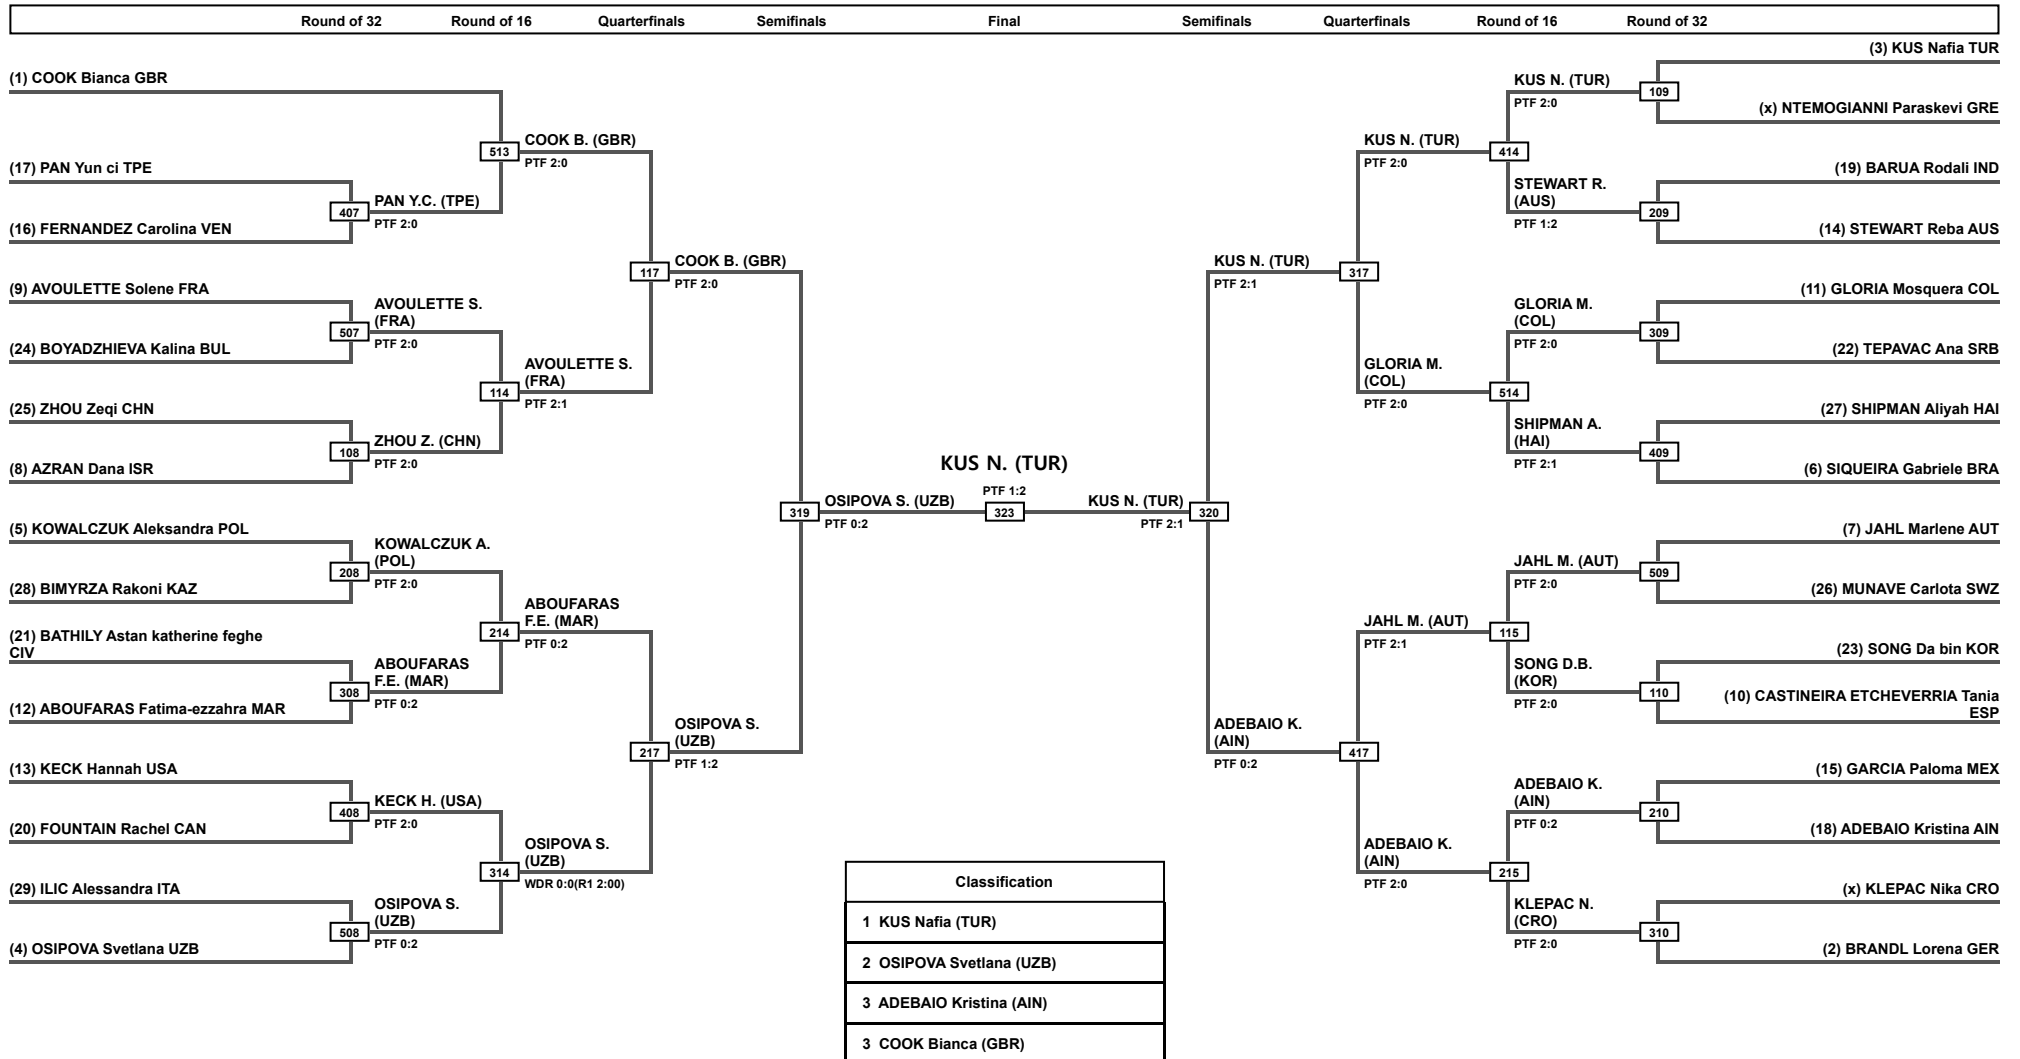 Round of 32 Round of 16 Quarterfinals Semifinals Final Semifinals Quarterfinals Round of 16 Round of 32
(1) COOK Bianca GBR
(17) PAN Yun ci TPE
(16) FERNANDEZ Carolina VEN
(9) AVOULETTE Solene FRA
(24) BOYADZHIEVA Kalina BUL
(25) ZHOU Zeqi CHN
(8) AZRAN Dana ISR
(5) KOWALCZUK Aleksandra POL
(28) BIMYRZA Rakoni KAZ
(21) BATHILY Astan katherine feghe
CIV
(12) ABOUFARAS Fatima-ezzahra MAR
(13) KECK Hannah USA
(20) FOUNTAIN Rachel CAN
(29) ILIC Alessandra ITA
(4) OSIPOVA Svetlana UZB
407
PAN Y.C. (TPE)
PTF 2:0
507
AVOULETTE S.
(FRA)
PTF 2:0
108
ZHOU Z. (CHN)
PTF 2:0
208
KOWALCZUK A.
(POL)
PTF 2:0
308
ABOUFARAS
F.E. (MAR)
PTF 0:2
408
KECK H. (USA)
PTF 2:0
508
OSIPOVA S.
(UZB)
PTF 0:2
513
COOK B. (GBR)
PTF 2:0
114
AVOULETTE S.
(FRA)
PTF 2:1
214
ABOUFARAS
F.E. (MAR)
PTF 0:2
314
OSIPOVA S.
(UZB)
WDR 0:0(R1 2:00)
117
COOK B. (GBR)
PTF 2:0
217
OSIPOVA S.
(UZB)
PTF 1:2
319
OSIPOVA S. (UZB)
PTF 0:2
KUS N. (TUR)
PTF 1:2
323
KUS N. (TUR)
PTF 2:1
320
KUS N. (TUR)
PTF 2:1
317
ADEBAIO K.
(AIN)
PTF 0:2
417
KUS N. (TUR)
PTF 2:0
414
GLORIA M.
(COL)
PTF 2:0
514
JAHL M. (AUT)
PTF 2:1
115
ADEBAIO K.
(AIN)
PTF 2:0
215
KUS N. (TUR)
PTF 2:0
109
STEWART R.
(AUS)
PTF 1:2
209
GLORIA M.
(COL)
PTF 2:0
309
SHIPMAN A.
(HAI)
PTF 2:1
409
JAHL M. (AUT)
PTF 2:0
509
SONG D.B.
(KOR)
PTF 2:0
110
ADEBAIO K.
(AIN)
PTF 0:2
210
KLEPAC N.
(CRO)
PTF 2:0
310
(3) KUS Nafia TUR
(x) NTEMOGIANNI Paraskevi GRE
(19) BARUA Rodali IND
(14) STEWART Reba AUS
(11) GLORIA Mosquera COL
(22) TEPAVAC Ana SRB
(27) SHIPMAN Aliyah HAI
(6) SIQUEIRA Gabriele BRA
(7) JAHL Marlene AUT
(26) MUNAVE Carlota SWZ
(23) SONG Da bin KOR
(10) CASTINEIRA ETCHEVERRIA Tania
ESP
(15) GARCIA Paloma MEX
(18) ADEBAIO Kristina AIN
(x) KLEPAC Nika CRO
(2) BRANDL Lorena GER
Classification
1 KUS Nafia (TUR)
2 OSIPOVA Svetlana (UZB)
3 ADEBAIO Kristina (AIN)
3 COOK Bianca (GBR)